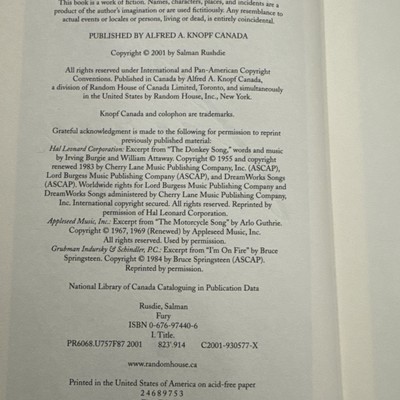 This book is a work of fiction. Names, characters, places, and incidents are a
product of the author's imagination or are used fictitiously. Any resemblance to
actual events or locales or persons, living or dead, is entirely coincidental.
PUBLISHED BY ALFRED A. KNOPF CANADA
Copyright © 2001 by Salman Rushdie
All rights reserved under International and Pan-American Copyright
Conventions. Published in Canada by Alfred A. Knopf Canada,
a division of Random House of Canada Limited, Toronto, and simultaneously
in the United States by Random House, Inc., New York.
Knopf Canada and colophon are trademarks.
Grateful acknowledgment is made to the following for permission to reprint
previously published material:
Hal Leonard Corporation: Excerpt from "The Donkey Song," words and music
by Irving Burgie and William Attaway. Copyright © 1955 and copyright
renewed 1983 by Cherry Lane Music Publishing Company, Inc. (ASCAP),
Lord Burgess Music Publishing Company (ASCAP), and DreamWorks Songs
(ASCAP). Worldwide rights for Lord Burgess Music Publishing Company and
DreamWorks Songs administered by Cherry Lane Music Publishing Company,
Inc. International copyright secured. All rights reserved. Reprinted by
permission of Hal Leonard Corporation.
Appleseed Music, Inc.: Excerpt from "The Motorcycle Song" by Arlo Guthrie.
Copyright © 1967, 1969 (Renewed) by Appleseed Music, Inc.
All rights reserved. Used by permission.
Grubman Indursky & Schindler, P.C.: Excerpt from "I'm On Fire" by Bruce
Springsteen. Copyright © 1984 by Bruce Springsteen (ASCAP).
Reprinted by permission.
National Library of Canada Cataloguing in Publication Data
Rusdie, Salman
Fury
ISBN 0-676-97440-6
I. Title.
PR6068.U757F87 2001 823'.914 C2001-930577-X
www.randomhouse.ca
Printed in the United States of America on acid-free paper
2 4 6 8 9 7 5 3